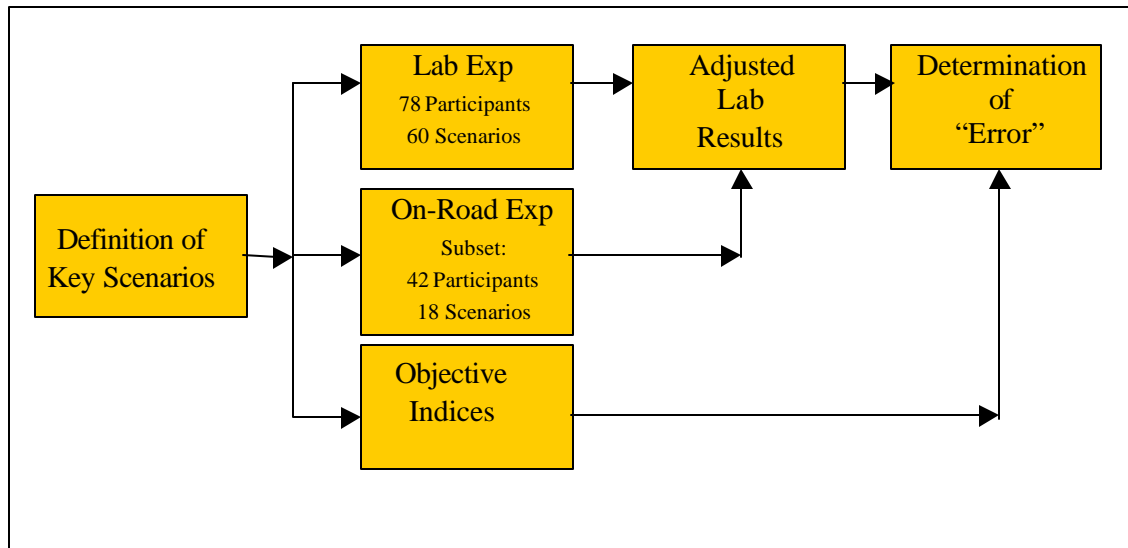 Lab Exp
78 Participants
60 Scenarios
Adjusted
Lab
Results
Determination
of
“Error”
Definition of
Key Scenarios
On-Road Exp
Subset:
42 Participants
18 Scenarios
Objective
Indices